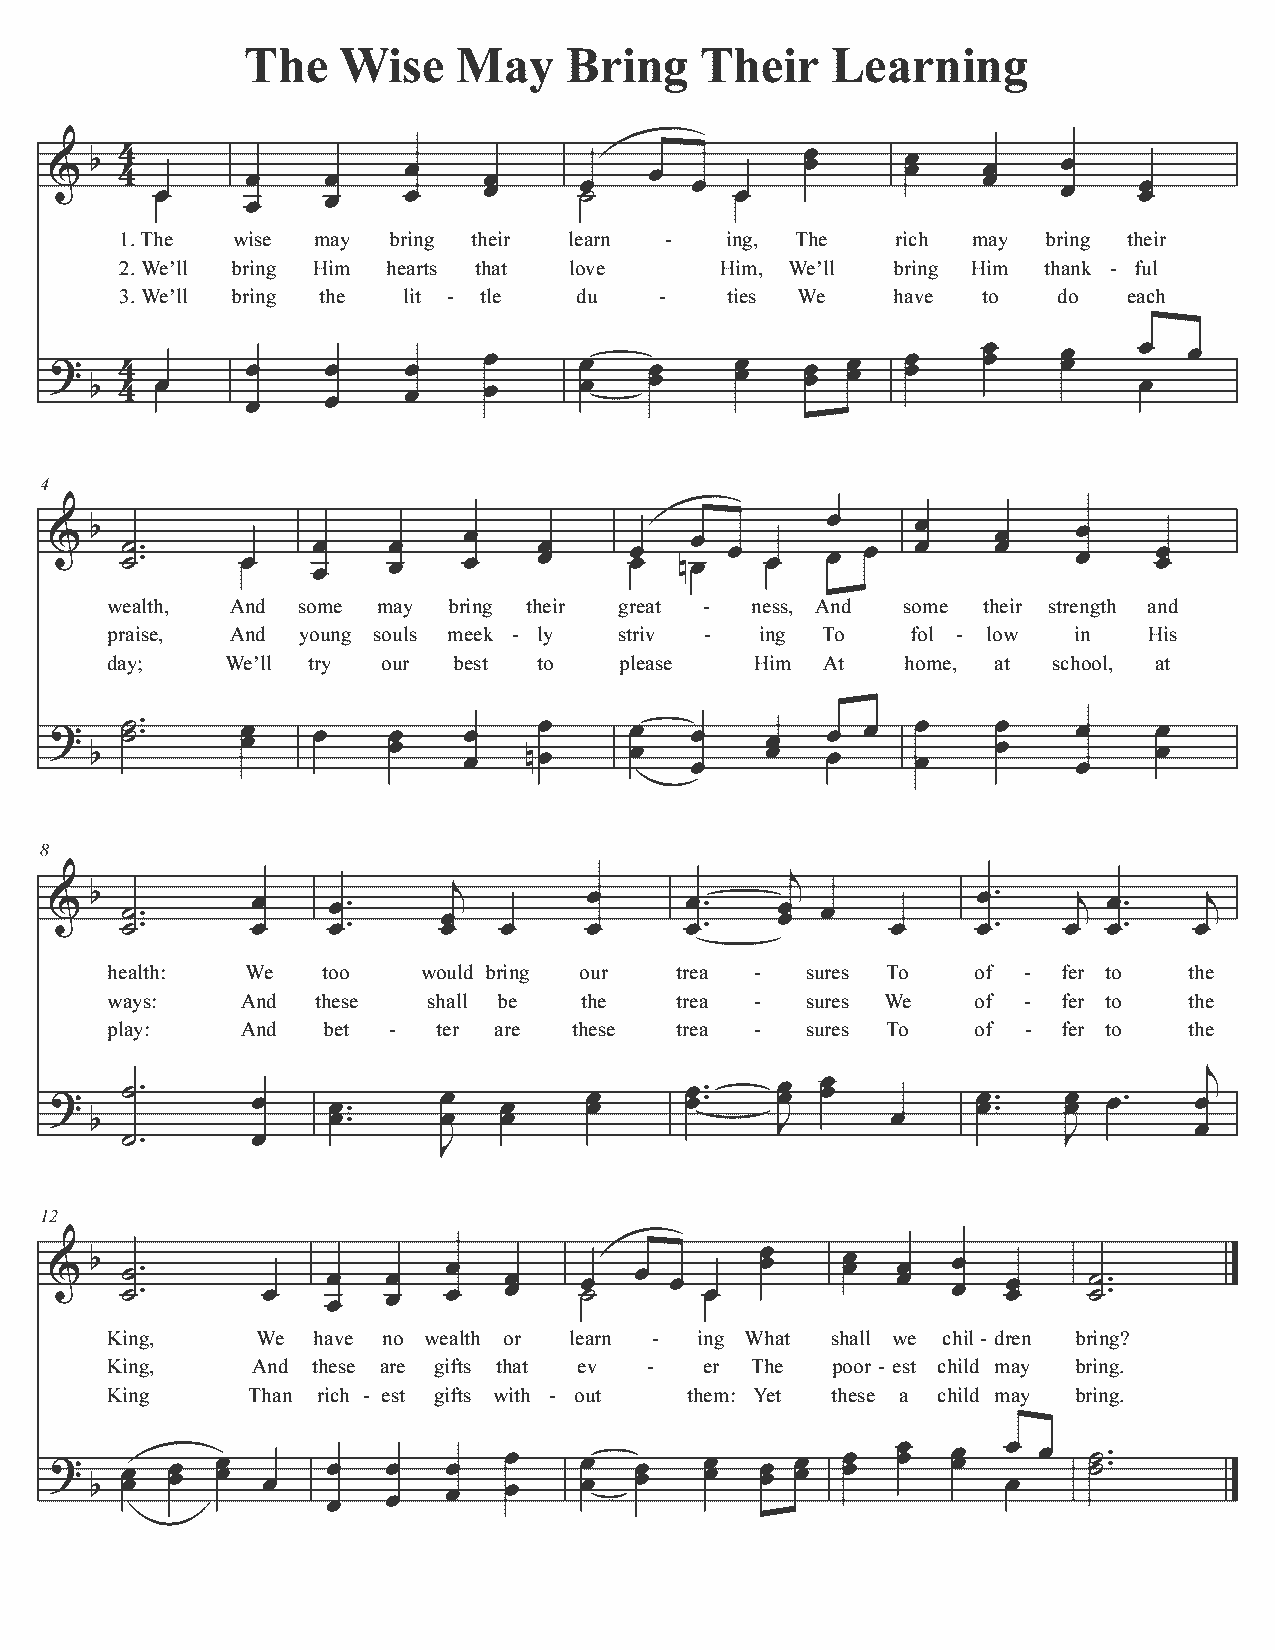 The Wise May Bring Their Learning
1. The wise may bring their learn - ing, The rich may bring their
2. We'll bring Him hearts that love Him, We'll bring Him thank - ful
3. We'll bring the lit - tle du - ties We have to do each
4
wealth, And some may bring their great - ness, And some their strength and
praise, And young souls meek - ly striv - ing To fol - low in His
day; We'll try our best to please Him At home, at school, at
8
health: We too would bring our trea - sures To of - fer to the
ways: And these shall be the trea - sures We of - fer to the
play: And bet - ter are these trea - sures To of - fer to the
12
King, We have no wealth or learn - ing What shall we chil - dren bring?
King, And these are gifts that ev - er The poor - est child may bring.
King Than rich - est gifts with - out them: Yet these a child may bring.